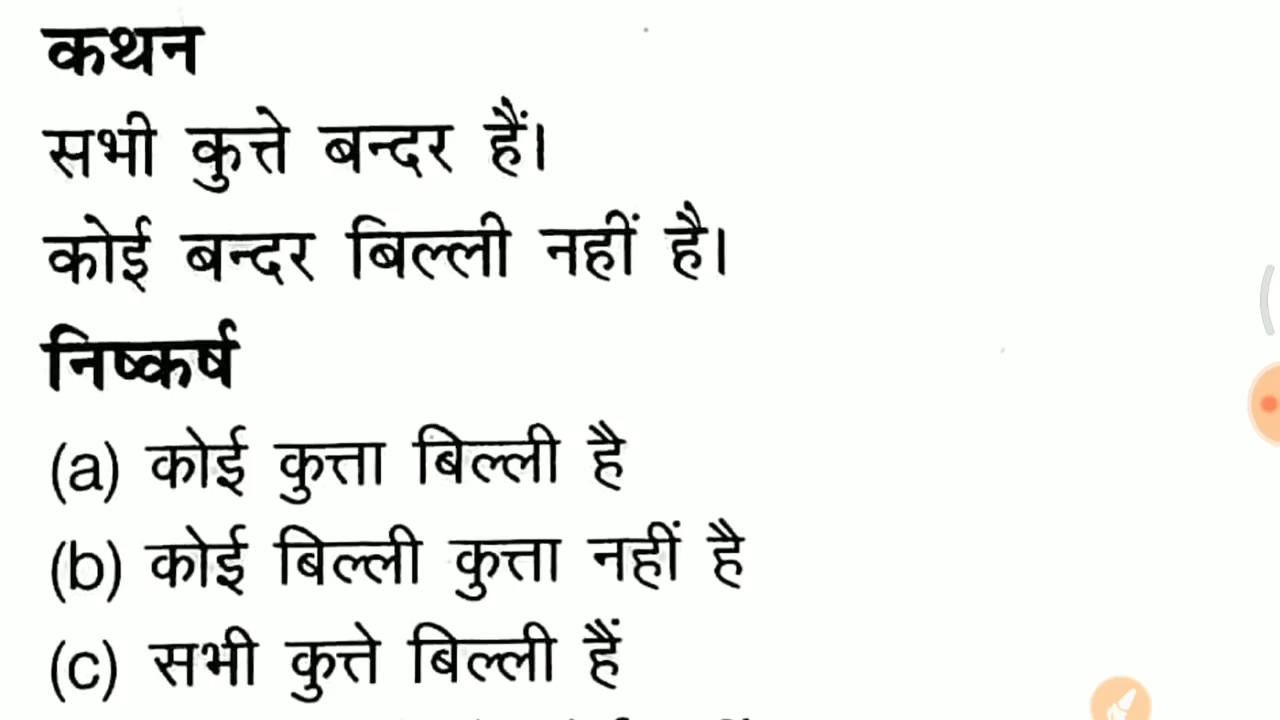 कथन
सभी कुत्ते बन्दर हैं।
कोई बन्दर बिल्ली नहीं है।
निष्कर्ष
(a) कोई कुत्ता बिल्ली है
(b) कोई बिल्ली कुत्ता नहीं है
(c) सभी कुत्ते बिल्ली हैं